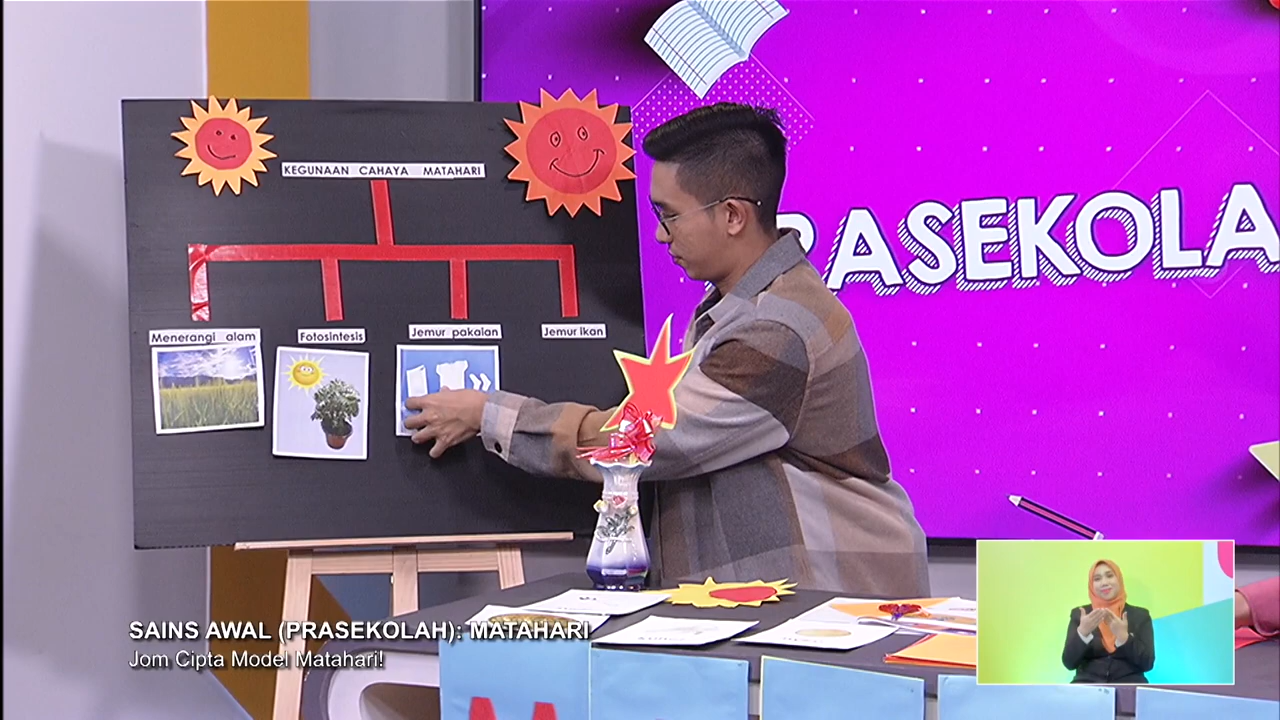 KEGUNAAN CAHAYA MATAHARI
PRASEKOLA
Menerangi alam
Fotosintesis
Jemur pakaian
Jemur ikan
SAINS AWAL (PRASEKOLAH): MATAHARI
Jom Cipta Model Matahari!